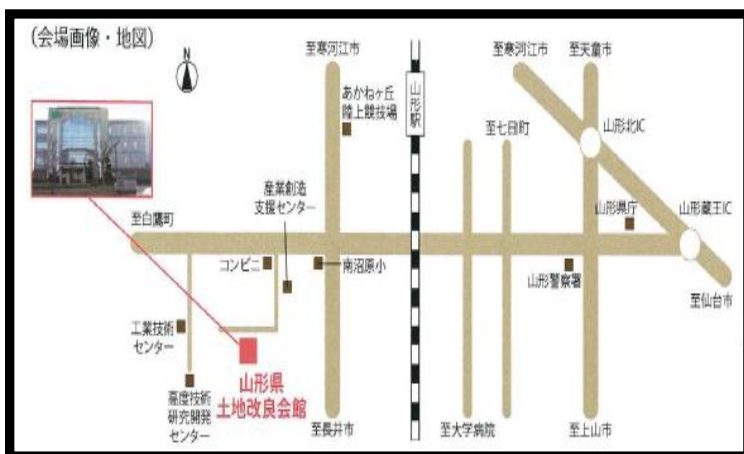 (会場画像・地図)
N
至寒河江市
至寒河江市
至天童市
山形駅
あかねヶ丘
陸上競技場
至七日町
山形北IC
産業創造
支援センター
山形県庁
山形蔵王IC
至白鷹町
コンビニ
南沼原小
山形警察署
至仙台市
工業技術
センター
山形県
土地改良会館
高度技術
研究開発
センター
至長井市
至大学病院
至上山市